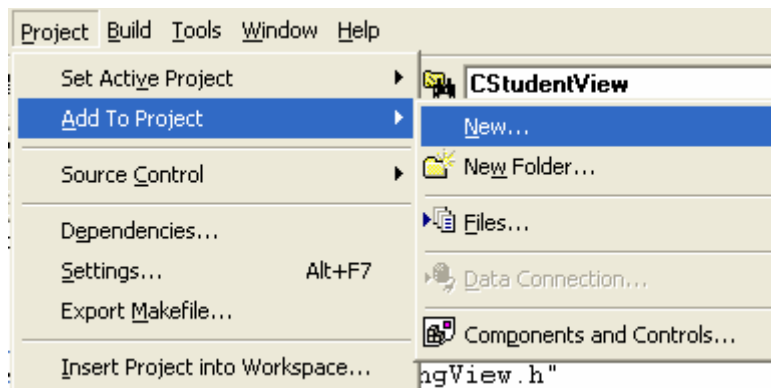 Project Build Tools Window Help
Set Active Project
Add To Project
Source Control
Dependencies...
Settings... Alt+F7
Export Makefile...
Insert Project into Workspace...
CStudentView
New...
New Folder...
Files...
Data Connection...
Components and Controls...
ngView.h"